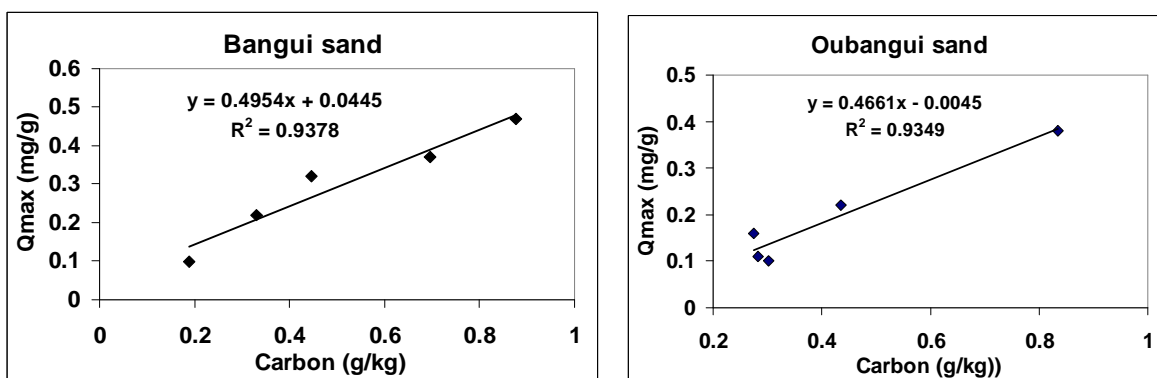 Bangui sand
0.6
0.5
0.4
0.3
0.2
0.1
0
Qmax (mg/g)
y = 0.4954x + 0.0445
R² = 0.9378
0 0.2 0.4 0.6 0.8 1
Carbon (g/kg)
Oubangui sand
0.5
0.4
0.3
0.2
0.1
0
Qmax (mg/g)
y = 0.4661x - 0.0045
R² = 0.9349
0.2 0.4 0.6 0.8 1
Carbon (g/kg))